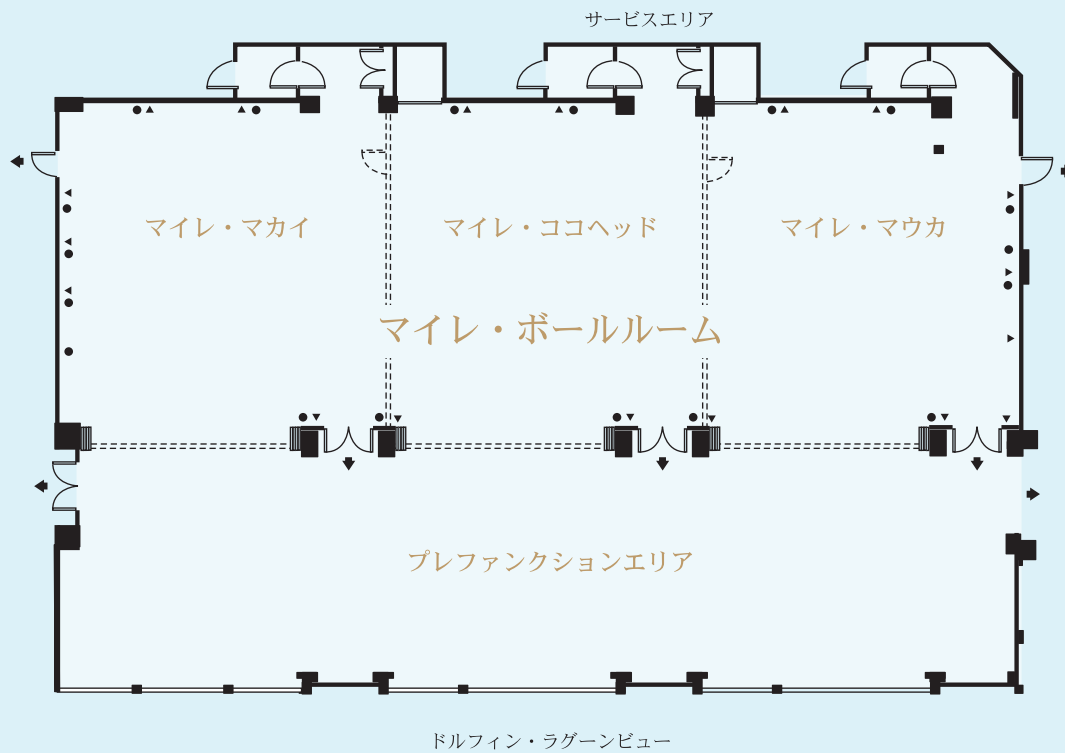 サービスエリア
マイレ・マカイ
マイレ・ココヘッド
マイレ・マウカ
マイレ・ボールルーム
プレファンクションエリア
ドルフィン・ラグーンビュー